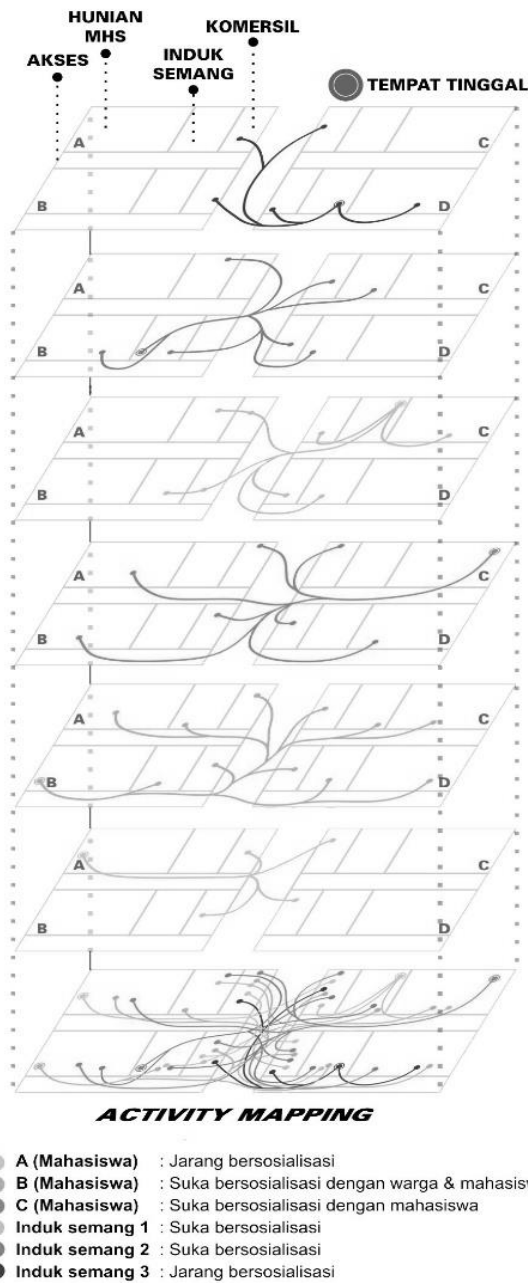 HUNIAN
MHS
KOMERSIL
AKSES
INDUK
SEMANG
TEMPAT TINGGAL
A
C
B
D
A
C
B
D
A
C
B
D
A
C
B
D
A
C
B
D
A
C
B
D
ACTIVITY MAPPING
A (Mahasiswa) : Jarang bersosialisasi
B (Mahasiswa) : Suka bersosialisasi dengan warga & mahasisw
C (Mahasiswa) : Suka bersosialisasi dengan mahasiswa
Induk semang 1 : Suka bersosialisasi
Induk semang 2 : Suka bersosialisasi
Induk semang 3 : Jarang bersosialisasi